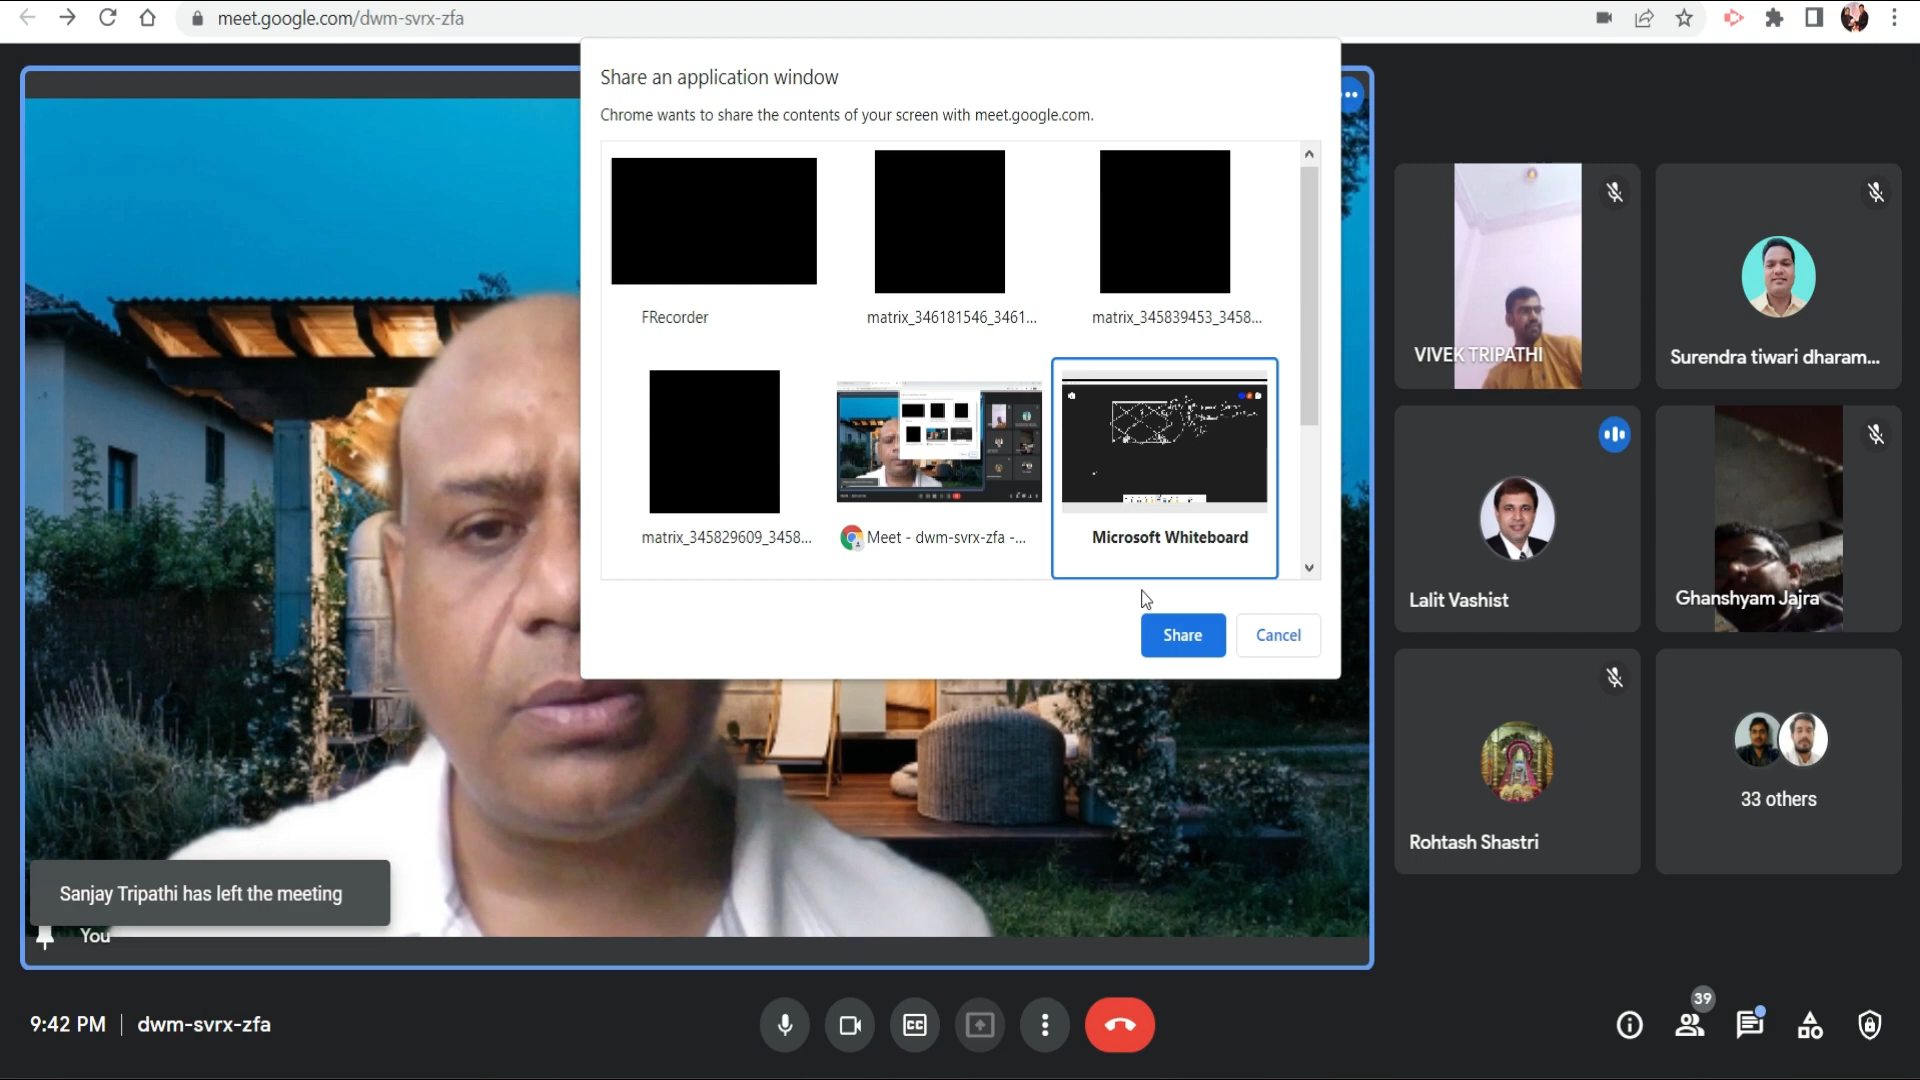 meet.google.com/dwm-svrx-zfa
Share an application window
Chrome wants to share the contents of your screen with meet.google.com.
FRecorder
matrix_346181546_3461...
matrix_345839453_3458...
matrix_345829609_3458...
Meet - dwm-svrx-zfa -...
Microsoft Whiteboard
Share
Cancel
VIVEK TRIPATHI
Surendra tiwari dharam...
Lalit Vashist
Ghanshyam Jajra
Rohtash Shastri
33 others
Sanjay Tripathi has left the meeting
You
9:42 PM
dwm-svrx-zfa
CC
39